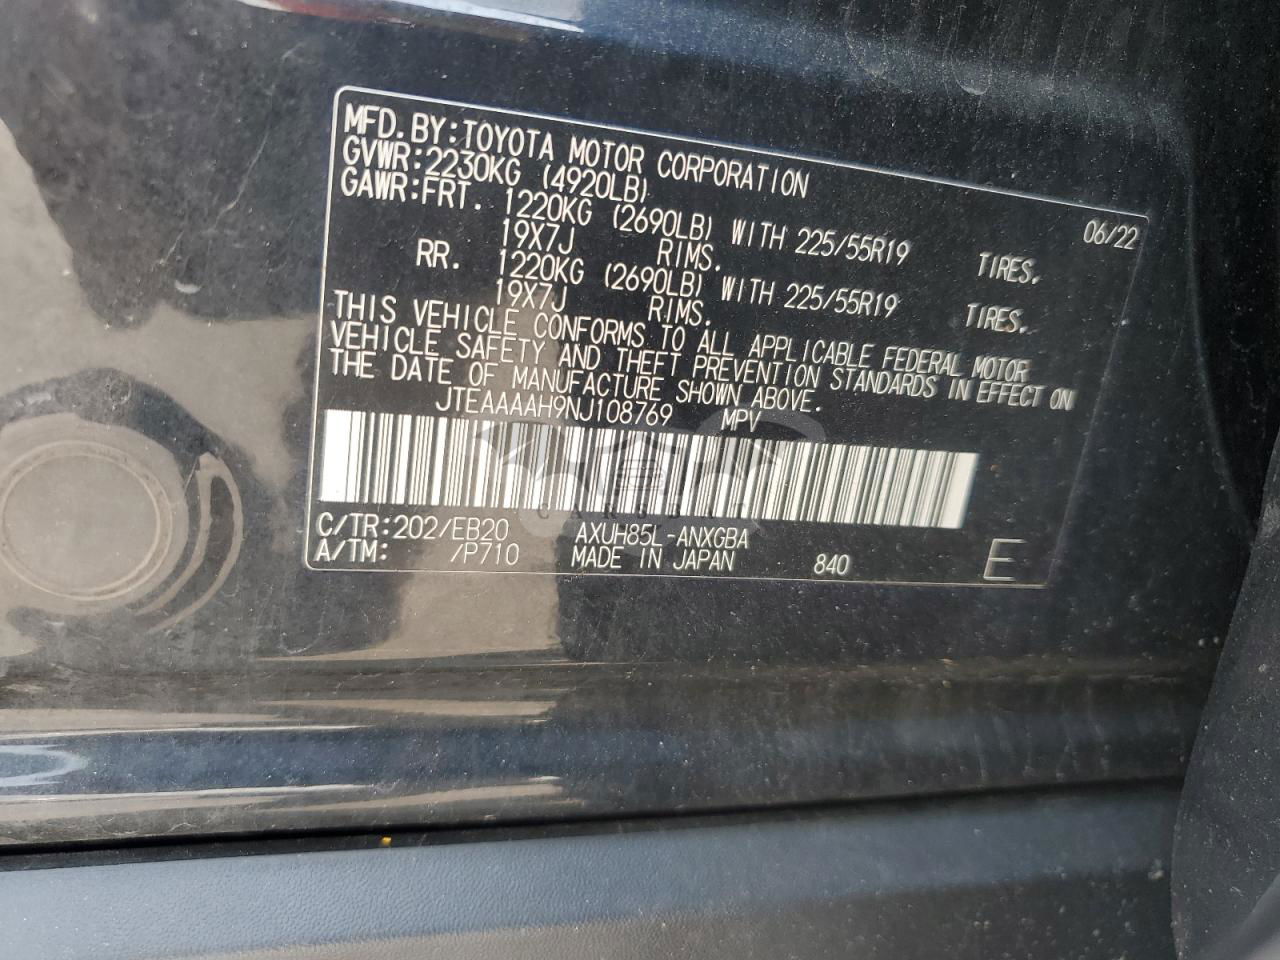 MFD.BY:TOYOTA MOTOR CORPORATION 06/22
GVWR:2230KG (4920LB)
GAWR:FRT. 1220KG (2690LB) WITH 225/55R19 TIRES,
19X7J RIMS.
RR. 1220KG (2690LB) WITH 225/55R19 TIRES,
19X7J RIMS.
THIS VEHICLE CONFORMS TO ALL APPLICABLE FEDERAL MOTOR
VEHICLE SAFETY AND THEFT PREVENTION STANDARDS IN EFFECT ON
THE DATE OF MANUFACTURE SHOWN ABOVE.
JTEAAAAH9NJ108769 MPV
C/TR:202/EB20 AXUH85L-ANXGBA
A/TM: /P710 MADE IN JAPAN 840 E